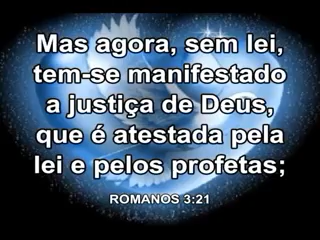 Mas agora, sem lei,
tem-se manifestado
a justiça de Deus,
que é atestada pela
lei e pelos profetas;
ROMANOS 3:21